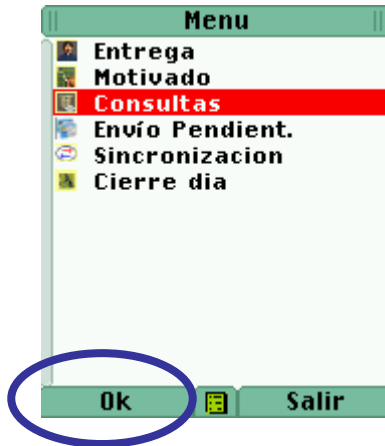 Menu
Entrega
Motivado
Consultas
Envío Pendient.
Sincronizacion
Cierre dia
Ok Salir